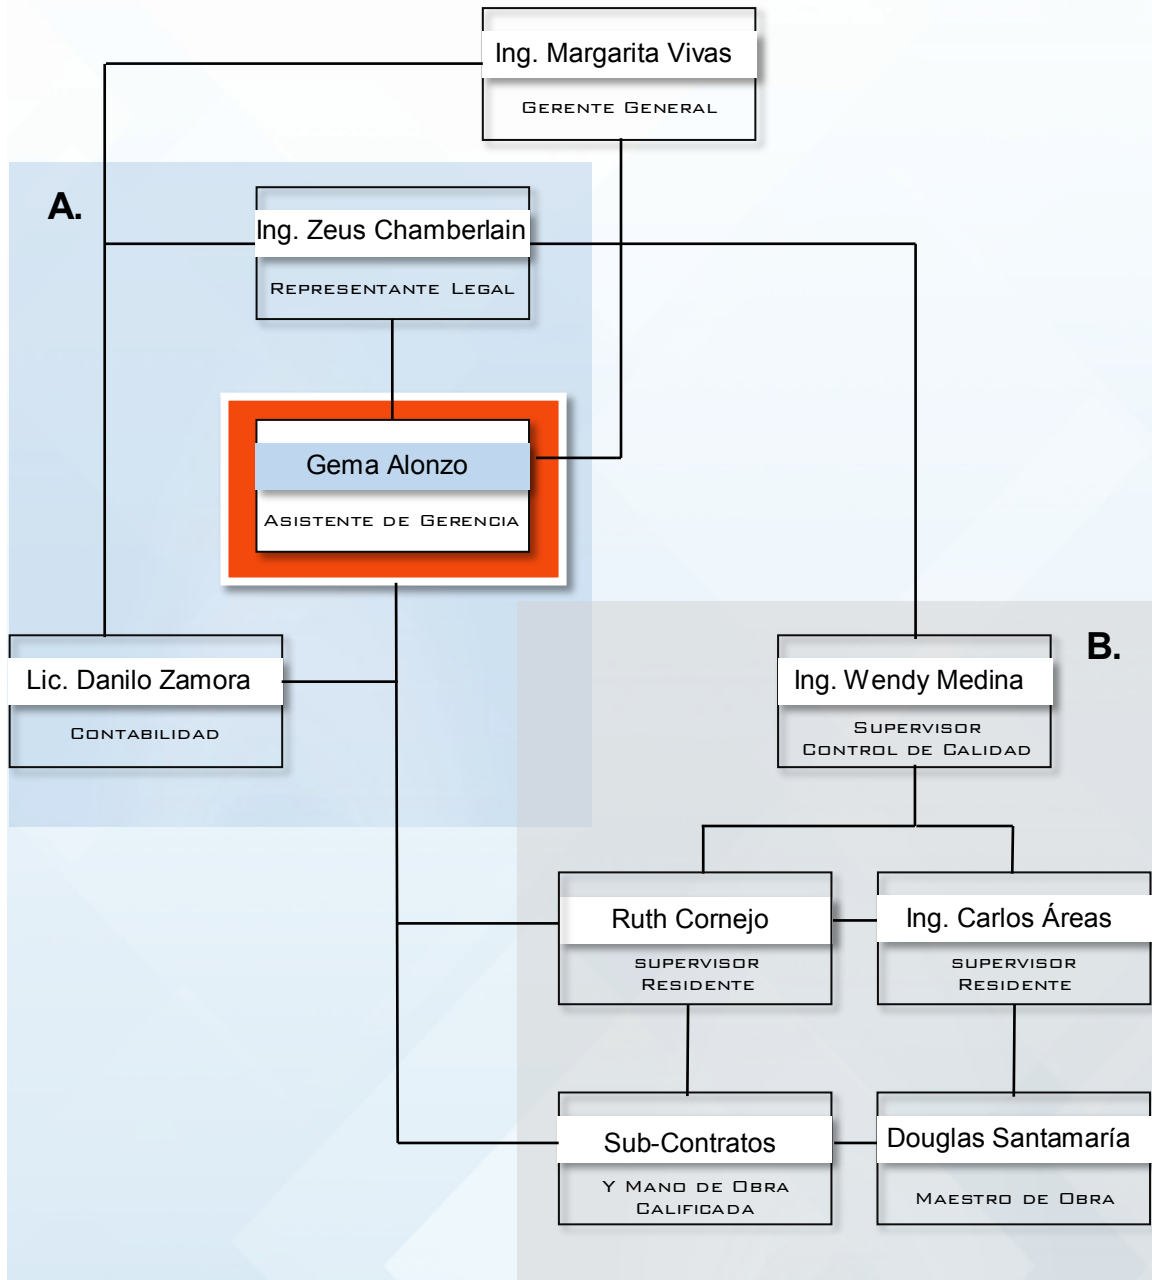 Ing. Margarita Vivas
Gerente General
A.
Ing. Zeus Chamberlain
Representante Legal
Gema Alonzo
Asistente de Gerencia
Lic. Danilo Zamora
Contabilidad
B.
Ing. Wendy Medina
Supervisor
Control de Calidad
Ruth Cornejo
supervisor
Residente
Ing. Carlos Áreas
supervisor
Residente
Sub-Contratos
Y Mano de Obra
Calificada
Douglas Santamaría
Maestro de Obra